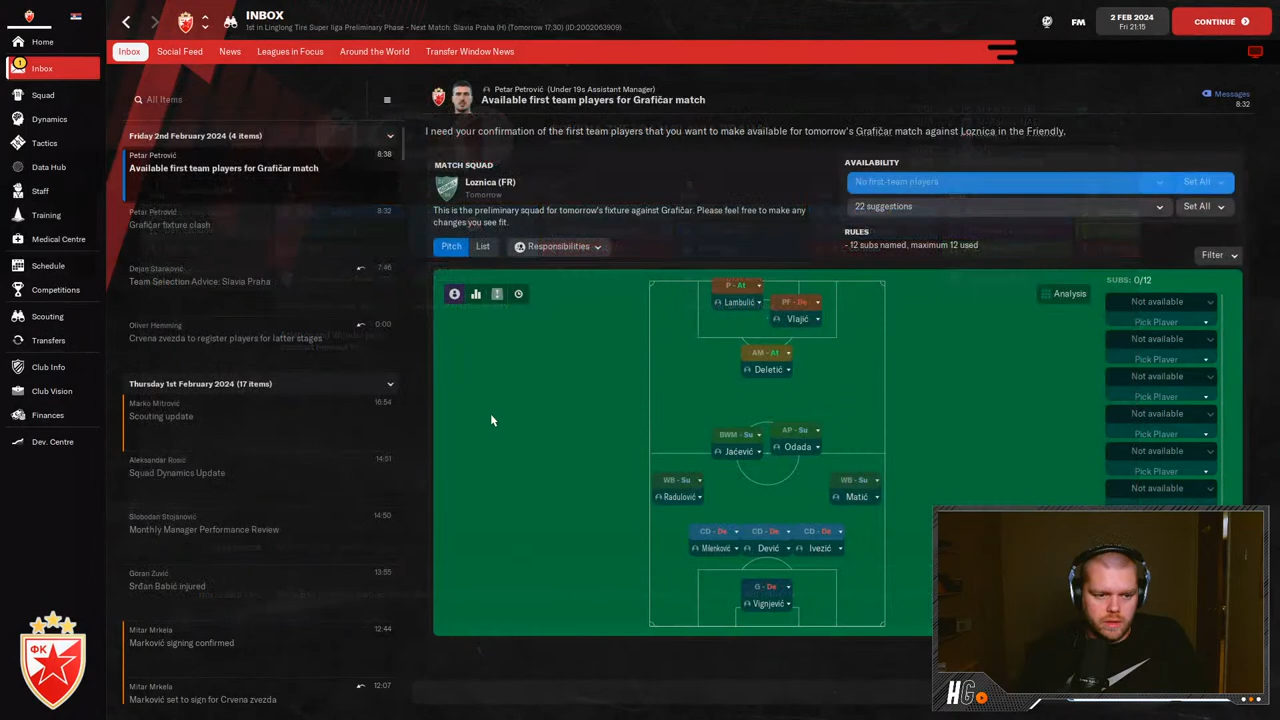 INBOX
1st in Linglong Tire Super liga Preliminary Phase - Next Match: Slavia Praha (H) (Tomorrow 17:30) (ID:2002063909)
FM
2 FEB 2024
Fri 21:15
CONTINUE
Home
1
Inbox
Squad
Dynamics
Tactics
Data Hub
Staff
Training
Medical Centre
Schedule
Competitions
Scouting
Transfers
Club Info
Club Vision
Finances
Dev. Centre
ФК
Inbox
Social Feed
News
Leagues in Focus
Around the World
Transfer Window News
All Items
Friday 2nd February 2024 (4 items)
Petar Petrović
8:38
Available first team players for Grafičar match
Petar Petrović
8:32
Grafičar fixture clash
Dejan Stanković
7:46
Team Selection Advice: Slavia Praha
Oliver Hemming
0:00
Crvena zvezda to register players for latter stages
Thursday 1st February 2024 (17 items)
Marko Mitrović
16:54
Scouting update
Aleksandar Rosić
14:51
Squad Dynamics Update
Slobodan Stojanović
14:50
Monthly Manager Performance Review
Goran Zuvić
13:55
Srđan Babić injured
Mitar Mrkela
12:44
Marković signing confirmed
Mitar Mrkela
12:07
Marković set to sign for Crvena zvezda
Petar Petrović (Under 19s Assistant Manager)
Available first team players for Grafičar match
Messages
8:32
I need your confirmation of the first team players that you want to make available for tomorrow's Grafičar match against Loznica in the Friendly.
MATCH SQUAD
Loznica (FR)
Tomorrow
This is the preliminary squad for tomorrow's fixture against Grafičar. Please feel free to make any
changes you see fit.
AVAILABILITY
No first-team players
Set All
22 suggestions
Set All
RULES
- 12 subs named, maximum 12 used
Pitch
List
Responsibilities
Filter
Analysis
SUBS: 0/12
P - At
Lambulić
PF - De
Vlajić
AM - At
Deletić
BWM - Su
Jaćević
AP - Su
Odada
WB - Su
Radulović
WB - Su
Matić
CD - De
Milenković
CD - De
Dević
CD - De
Ivezić
G - De
Vignjević
Not available
Pick Player
Not available
Pick Player
Not available
Pick Player
Not available
Pick Player
Not available
Pick Player
Not available
HG